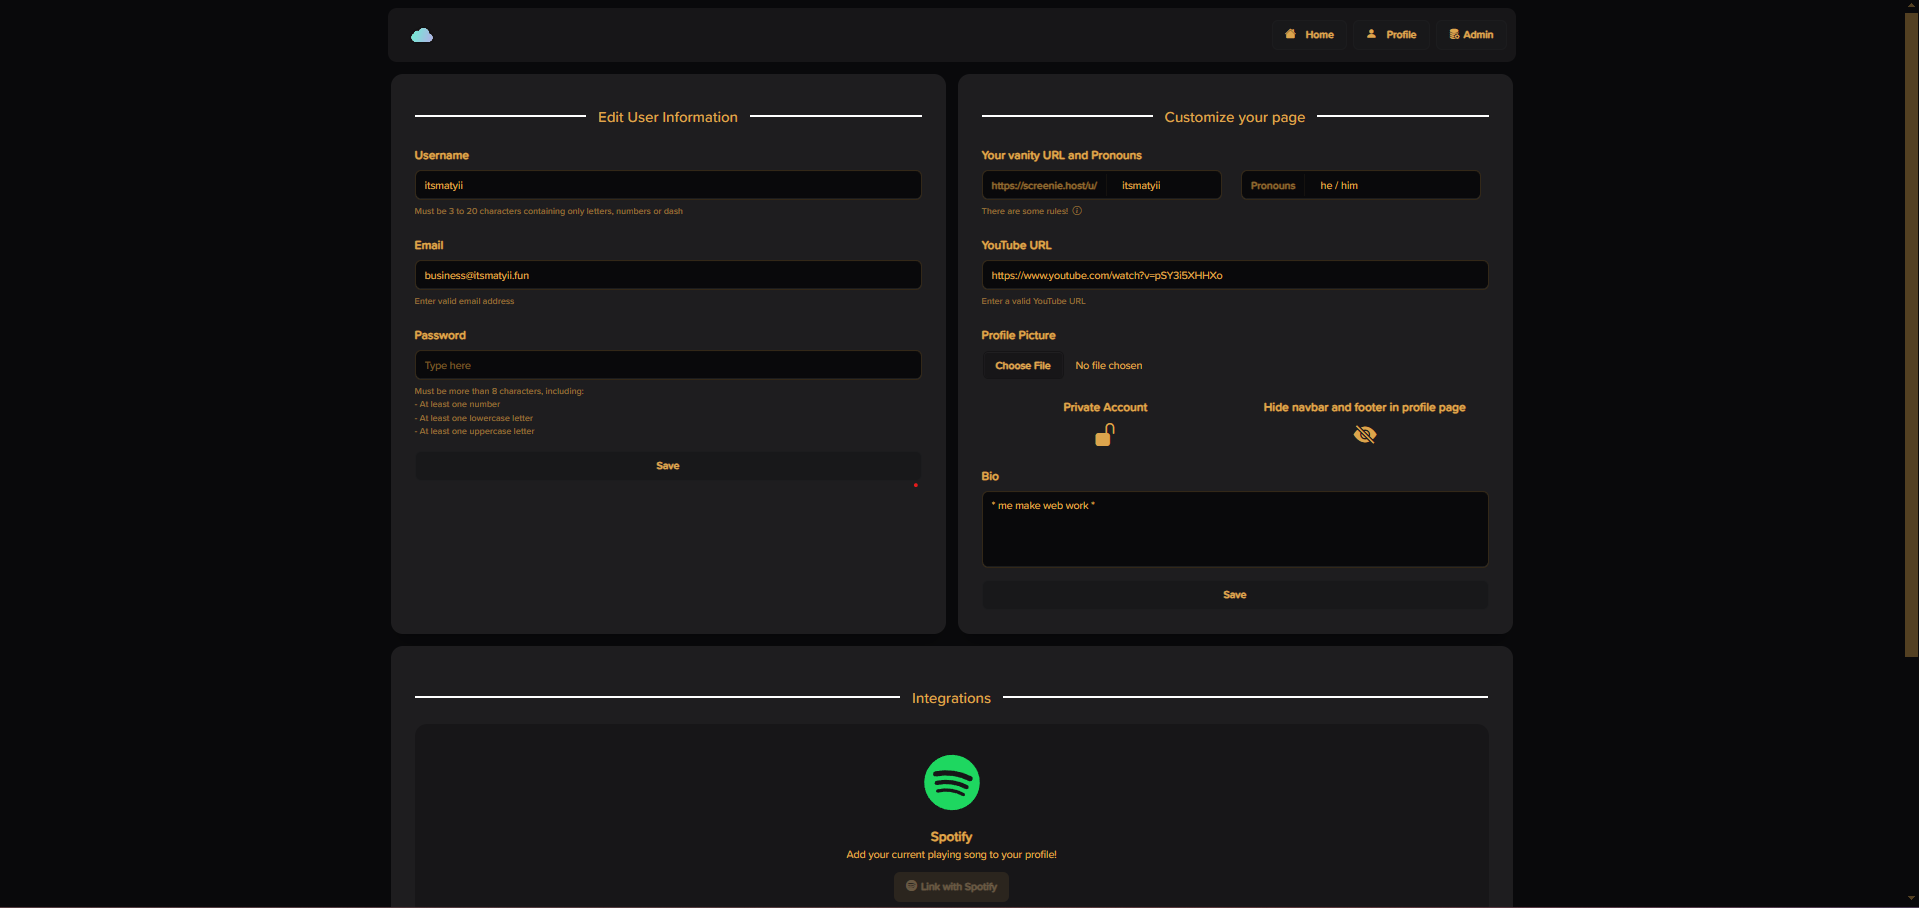 Home
Profile
Admin
Edit User Information
Username
itsmatyii
Must be 3 to 20 characters containing only letters, numbers or dash
Email
business@itsmatyii.fun
Enter valid email address
Password
Type here
Must be more than 8 characters, including:
- At least one number
- At least one lowercase letter
- At least one uppercase letter
Save
Customize your page
Your vanity URL and Pronouns
https://screenie.host/u/ itsmatyii
Pronouns he / him
There are some rules!
YouTube URL
https://www.youtube.com/watch?v=pSY3i5XHHXo
Enter a valid YouTube URL
Profile Picture
Choose File No file chosen
Private Account
Hide navbar and footer in profile page
Bio
* me make web work *
Save
Integrations
Spotify
Add your current playing song to your profile!
Link with Spotify